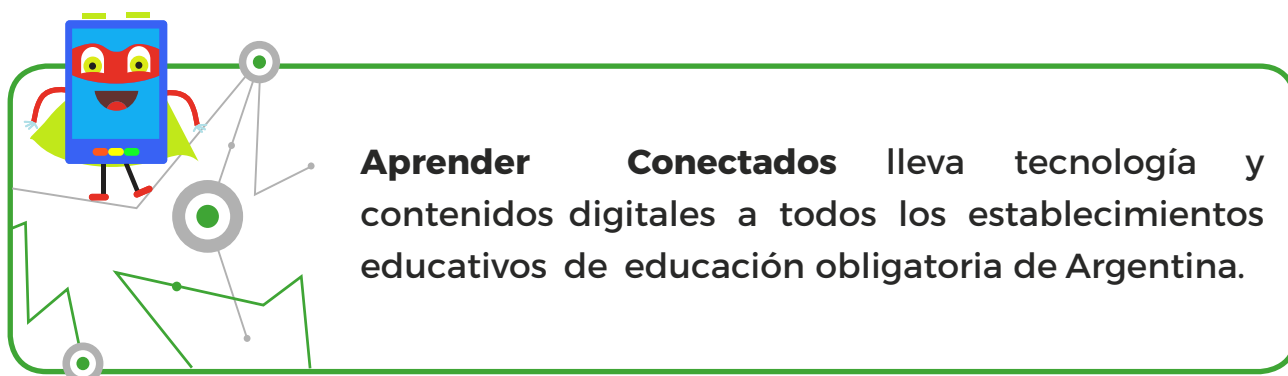 Aprender Conectados lleva tecnología y
contenidos digitales a todos los establecimientos
educativos de educación obligatoria de Argentina.